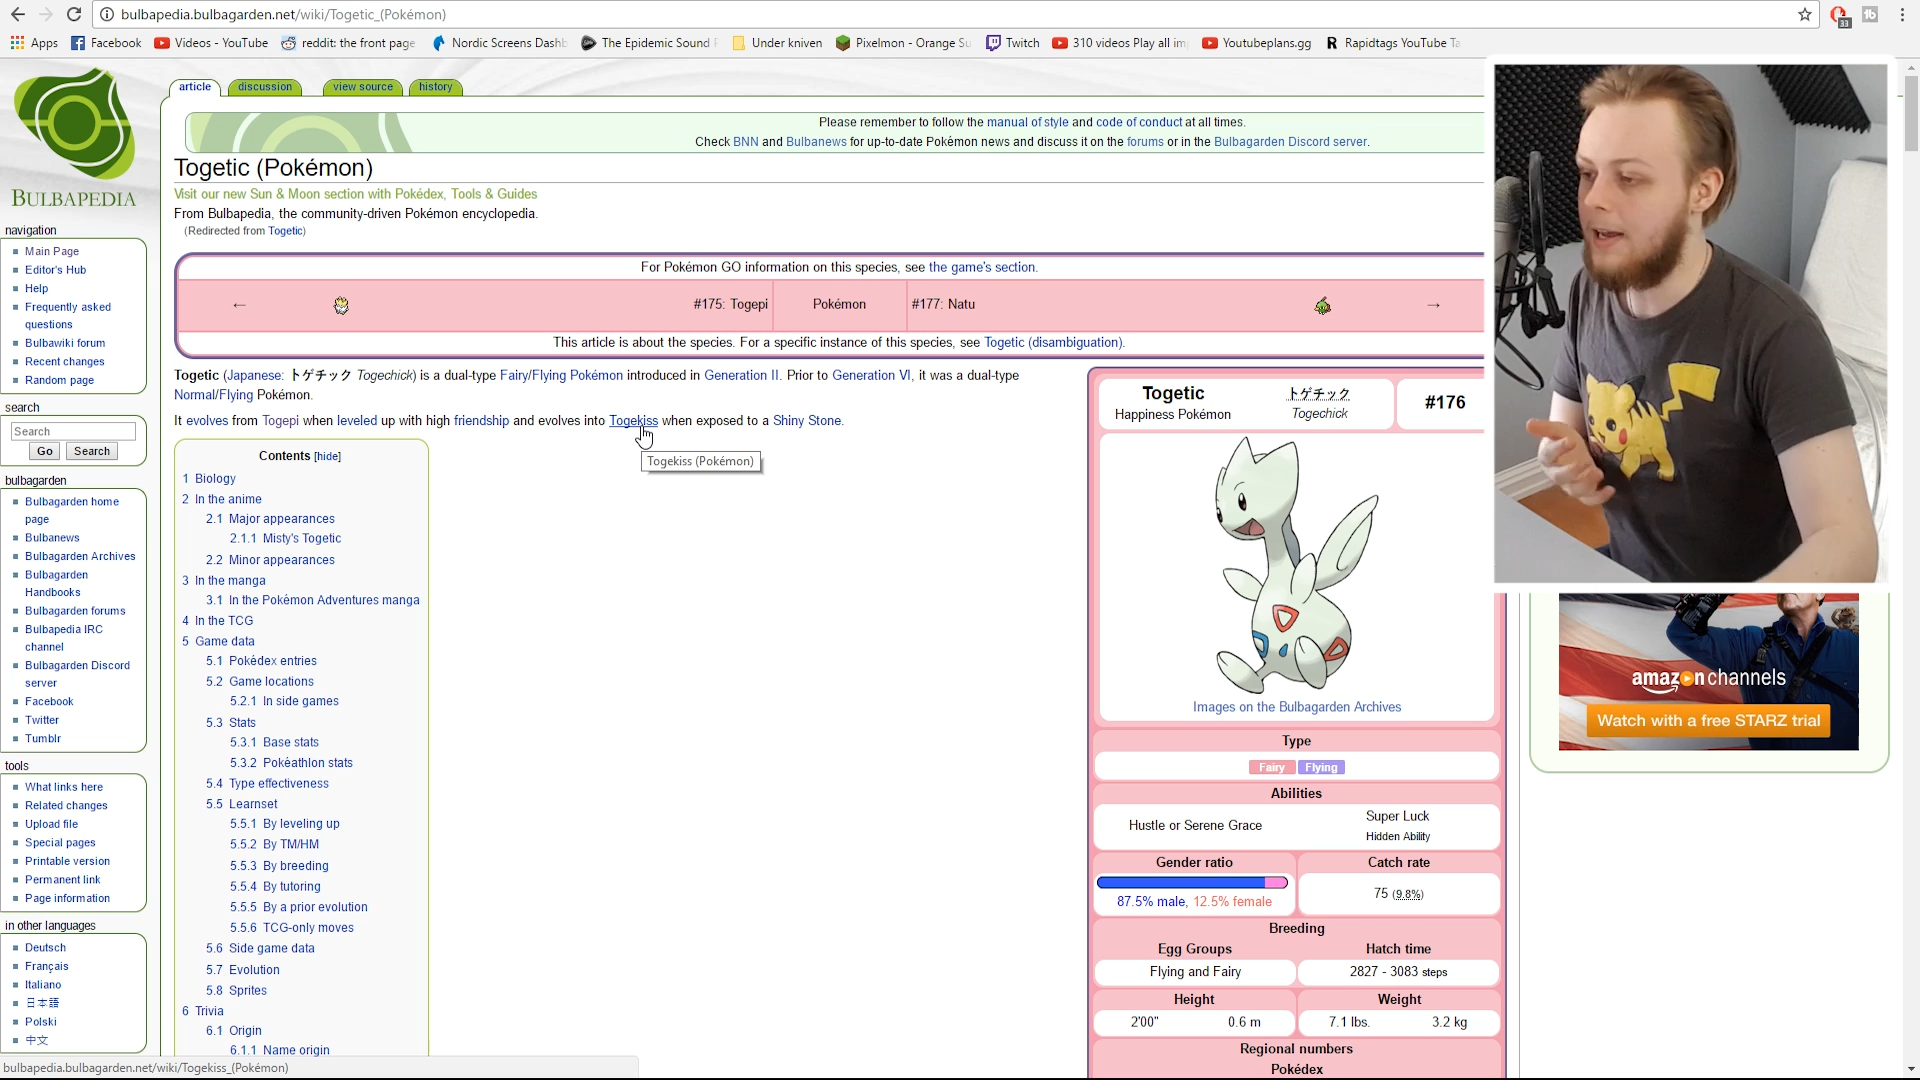 bulbapedia.bulbagarden.net/wiki/Togetic_(Pokémon)
33
Apps
Facebook
Videos - YouTube
reddit: the front page
Nordic Screens Dashb
The Epidemic Sound
Under kniven
Pixelmon - Orange Su
Twitch
310 videos Play all im
Youtubeplans.gg
Rapidtags YouTube Ta
BULBAPEDIA
article
discussion
view source
history
Please remember to follow the manual of style and code of conduct at all times.
Check BNN and Bulbanews for up-to-date Pokémon news and discuss it on the forums or in the Bulbagarden Discord server.
Togetic (Pokémon)
Visit our new Sun & Moon section with Pokédex, Tools & Guides
From Bulbapedia, the community-driven Pokémon encyclopedia.
(Redirected from Togetic)
For Pokémon GO information on this species, see the game's section.
← #175: Togepi Pokémon #177: Natu →
This article is about the species. For a specific instance of this species, see Togetic (disambiguation).
Togetic (Japanese: トゲチック Togechick) is a dual-type Fairy/Flying Pokémon introduced in Generation II. Prior to Generation VI, it was a dual-type
Normal/Flying Pokémon.
It evolves from Togepi when leveled up with high friendship and evolves into Togekiss when exposed to a Shiny Stone.
Togekiss (Pokémon)
navigation
Main Page
Editor's Hub
Help
Frequently asked
questions
Bulbawiki forum
Recent changes
Random page
search
Search
Go
Search
bulbagarden
Bulbagarden home
page
Bulbanews
Bulbagarden Archives
Bulbagarden
Handbooks
Bulbagarden forums
Bulbapedia IRC
channel
Bulbagarden Discord
server
Facebook
Twitter
Tumblr
tools
What links here
Related changes
Upload file
Special pages
Printable version
Permanent link
Page information
in other languages
Deutsch
Français
Italiano
日本語
Polski
中文
Contents [hide]
1 Biology
2 In the anime
2.1 Major appearances
2.1.1 Misty's Togetic
2.2 Minor appearances
3 In the manga
3.1 In the Pokémon Adventures manga
4 In the TCG
5 Game data
5.1 Pokédex entries
5.2 Game locations
5.2.1 In side games
5.3 Stats
5.3.1 Base stats
5.3.2 Pokéathlon stats
5.4 Type effectiveness
5.5 Learnset
5.5.1 By leveling up
5.5.2 By TM/HM
5.5.3 By breeding
5.5.4 By tutoring
5.5.5 By a prior evolution
5.5.6 TCG-only moves
5.6 Side game data
5.7 Evolution
5.8 Sprites
6 Trivia
6.1 Origin
6.1.1 Name origin
Togetic
Happiness Pokémon
トゲチック
Togechick
#176
Images on the Bulbagarden Archives
Type
Fairy Flying
Abilities
Hustle or Serene Grace
Super Luck
Hidden Ability
Gender ratio
87.5% male, 12.5% female
Catch rate
75 (9.8%)
Breeding
Egg Groups
Flying and Fairy
Hatch time
2827 - 3083 steps
Height
2'00" 0.6 m
Weight
7.1 lbs. 3.2 kg
Regional numbers
Pokédex
amazon channels
Watch with a free STARZ trial
bulbapedia.bulbagarden.net/wiki/Togekiss_(Pokémon)